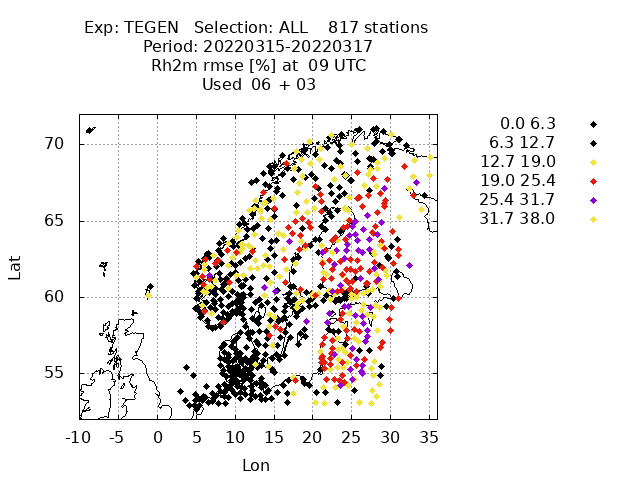 Exp: TEGEN Selection: ALL 817 stations
Period: 20220315-20220317
Rh2m rmse [%] at 09 UTC
Used 06 + 03
0.0 6.3
6.3 12.7
12.7 19.0
19.0 25.4
25.4 31.7
31.7 38.0
70
65
60
55
Lat
-10 -5 0 5 10 15 20 25 30 35
Lon